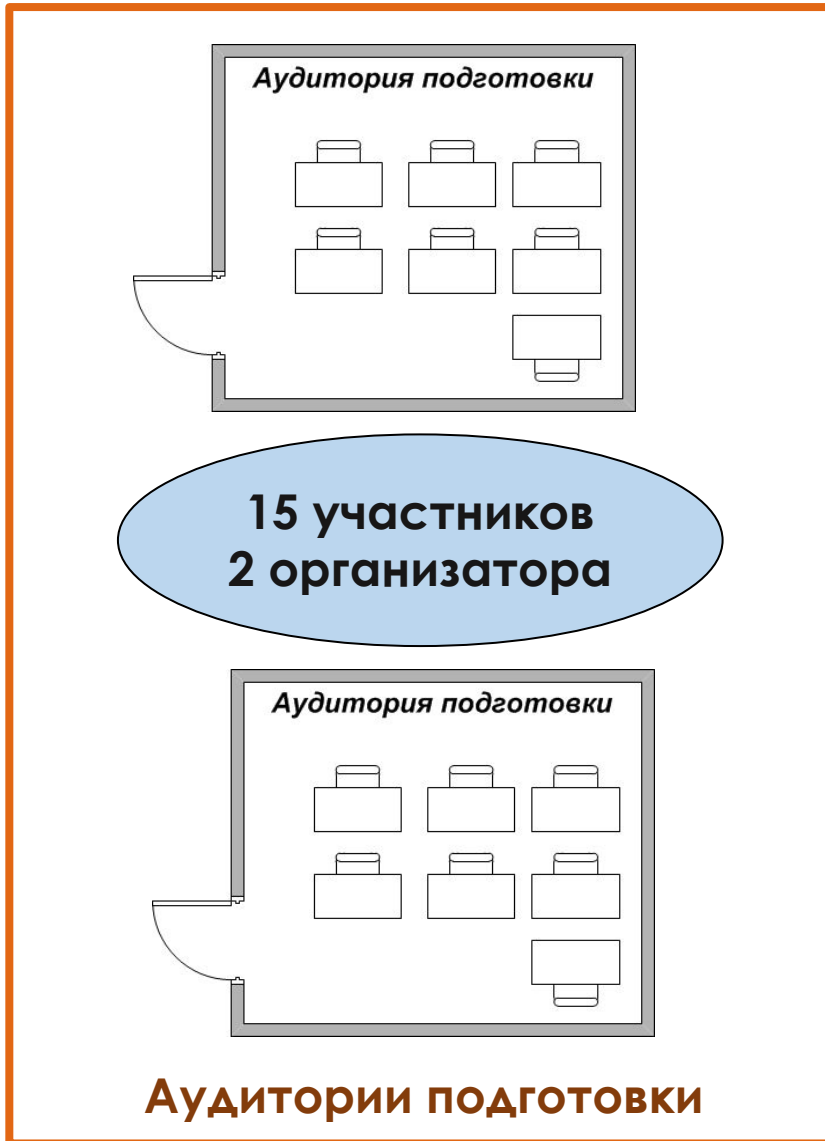 Аудитория подготовки
15 участников
2 организатора
Аудитория подготовки
Аудитории подготовки